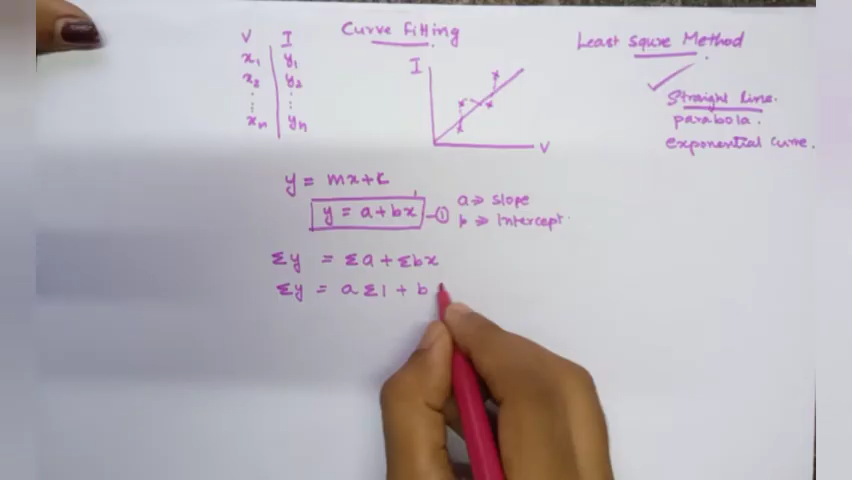 Curve Fitting
Least Squre Method
V I
x1 y1
x2 y2
⋮ ⋮
xn yn
I
V
Straight Line.
parabola.
exponential curve.
y = mx+c
y = a+bx —①
a ⇒ slope
b ⇒ Intercept.
Σy = Σa + Σbx
Σy = a Σ1 + b